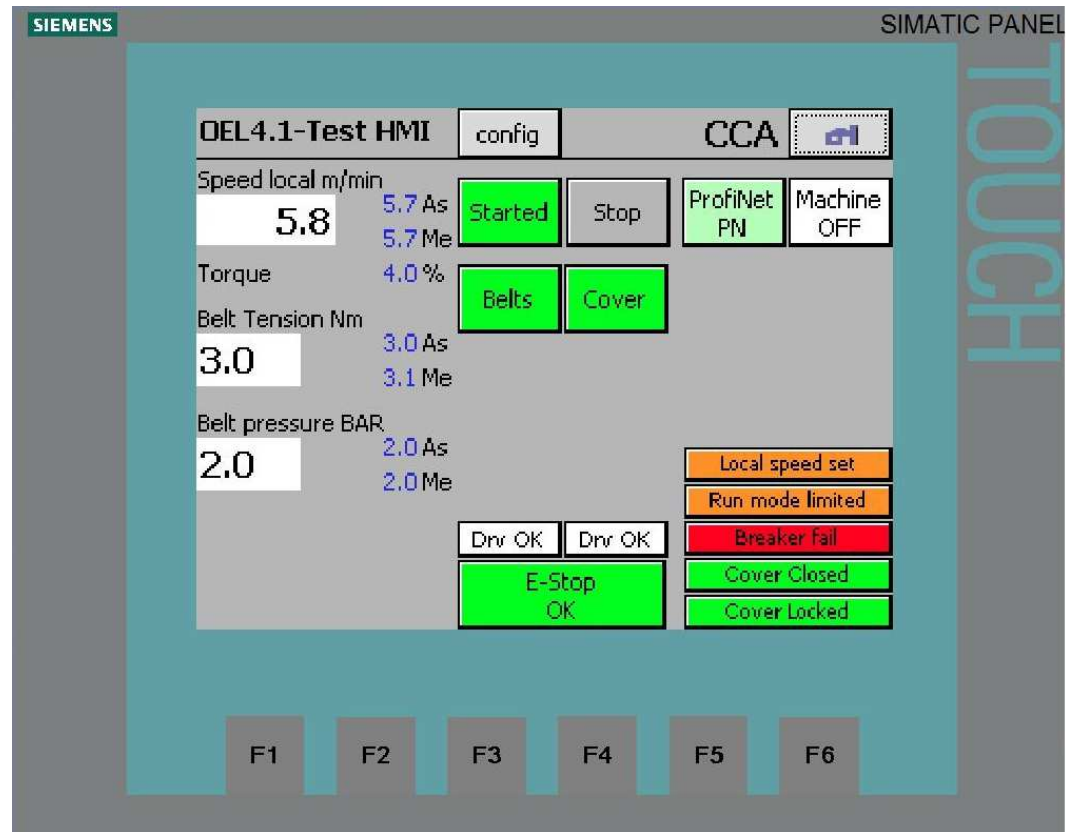 SIEMENS
SIMATIC PANEL
TOUCH
OEL4.1-Test HMI
config
CCA
Speed local m/min
5.8
5.7 As
5.7 Me
Started
Stop
ProfiNet
PN
Machine
OFF
Torque
4.0 %
Belts
Cover
Belt Tension Nm
3.0
3.0 As
3.1 Me
Belt pressure BAR
2.0
2.0 As
2.0 Me
Local speed set
Run mode limited
Breaker fail
Cover Closed
Cover Locked
Drv OK
Drv OK
E-Stop
OK
F1 F2 F3 F4 F5 F6